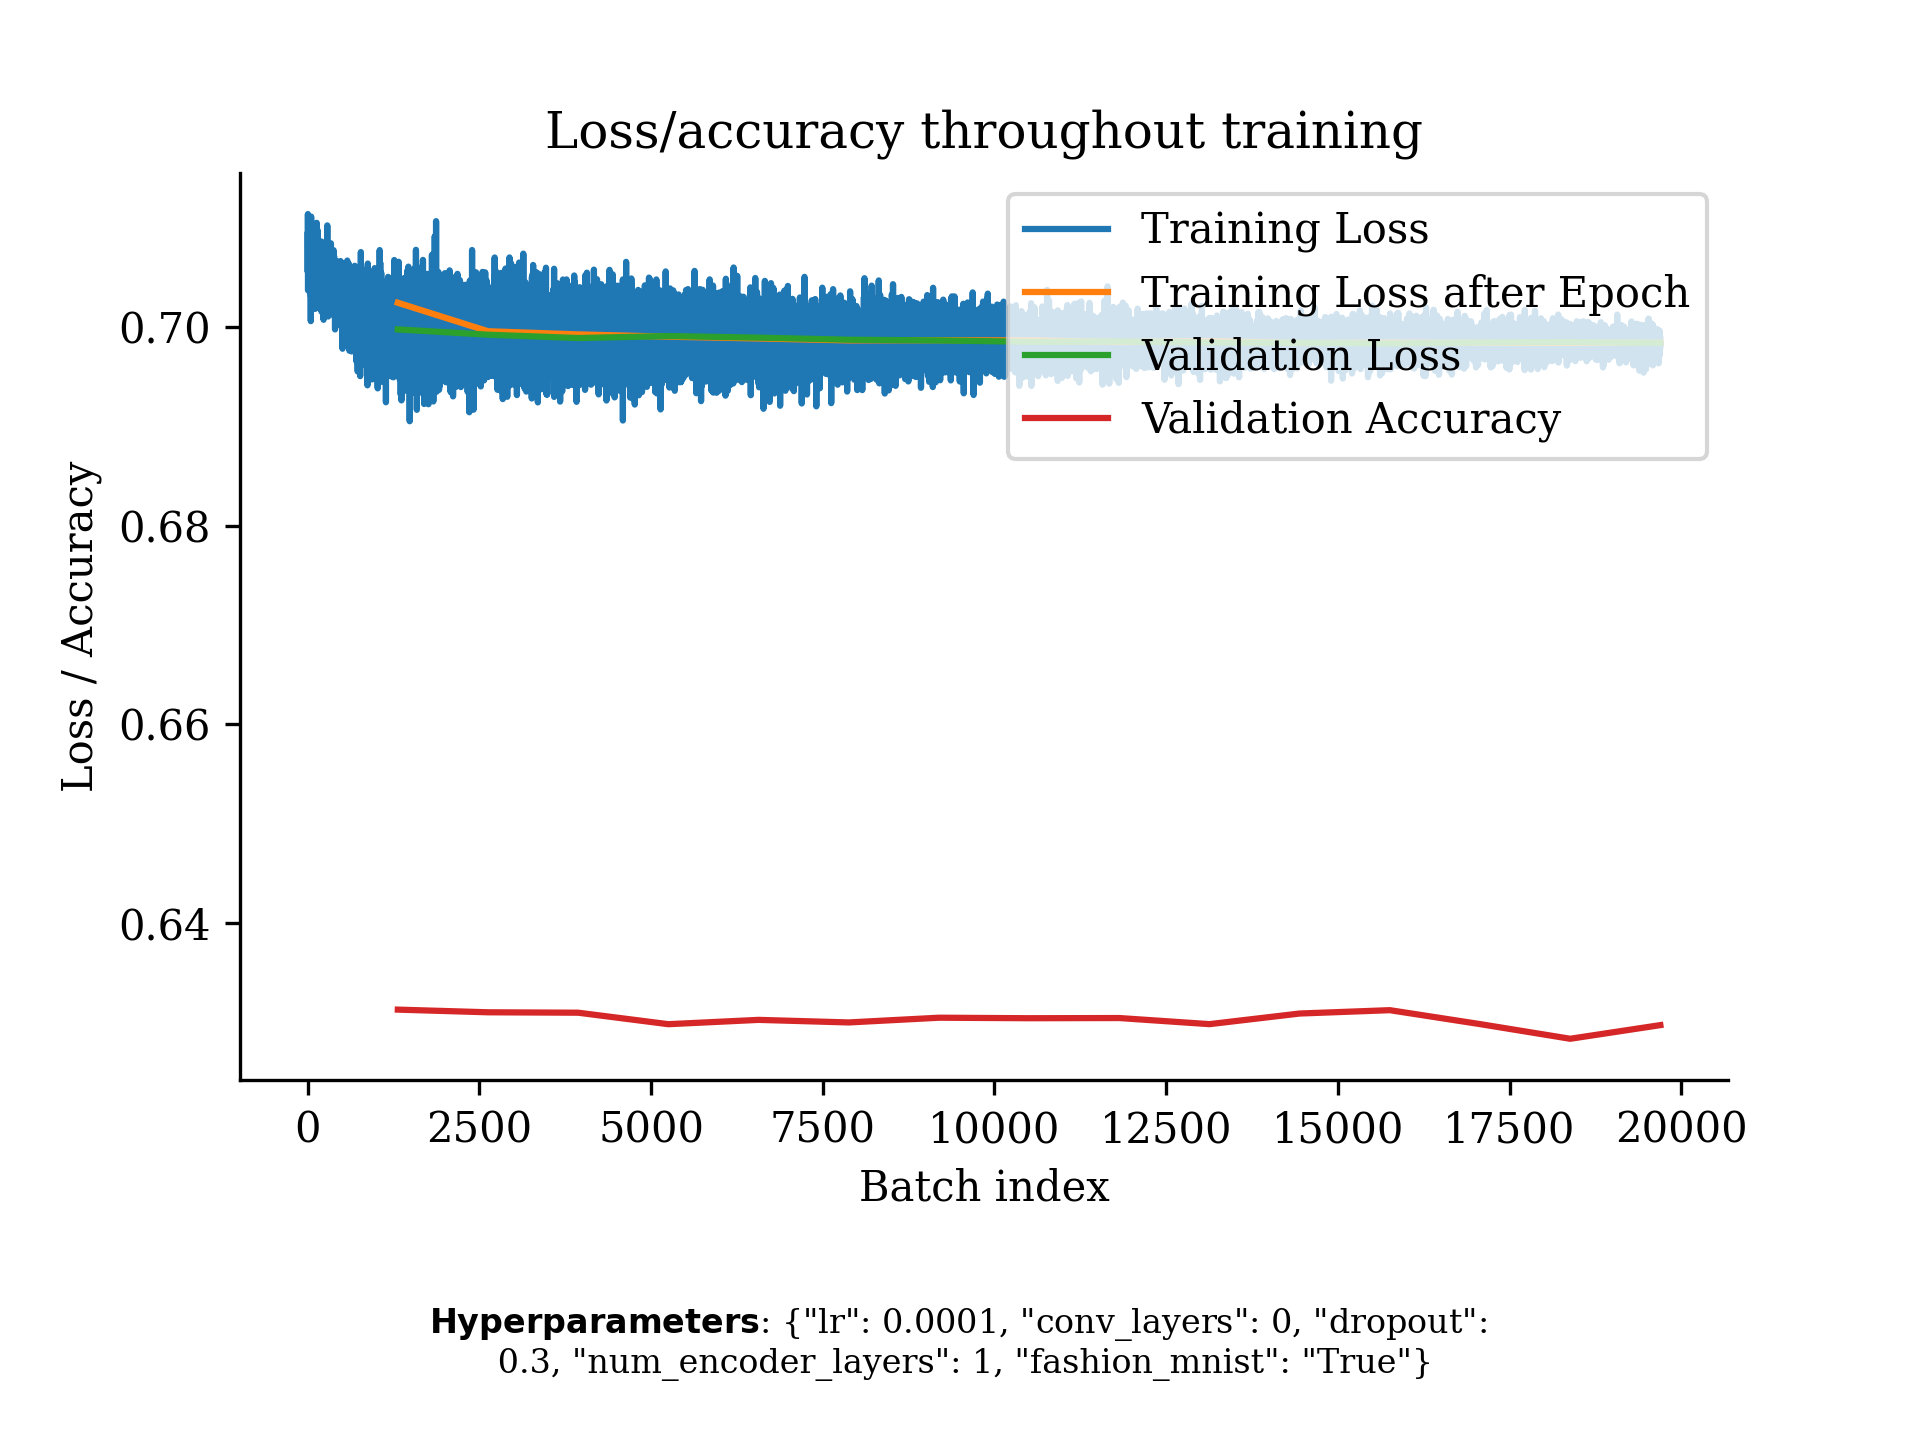 Loss/accuracy throughout training
Training Loss
Training Loss after Epoch
Validation Loss
Validation Accuracy
Loss / Accuracy
0.70
0.68
0.66
0.64
0 2500 5000 7500 10000 12500 15000 17500 20000
Batch index
Hyperparameters: {"lr": 0.0001, "conv_layers": 0, "dropout":
0.3, "num_encoder_layers": 1, "fashion_mnist": "True"}